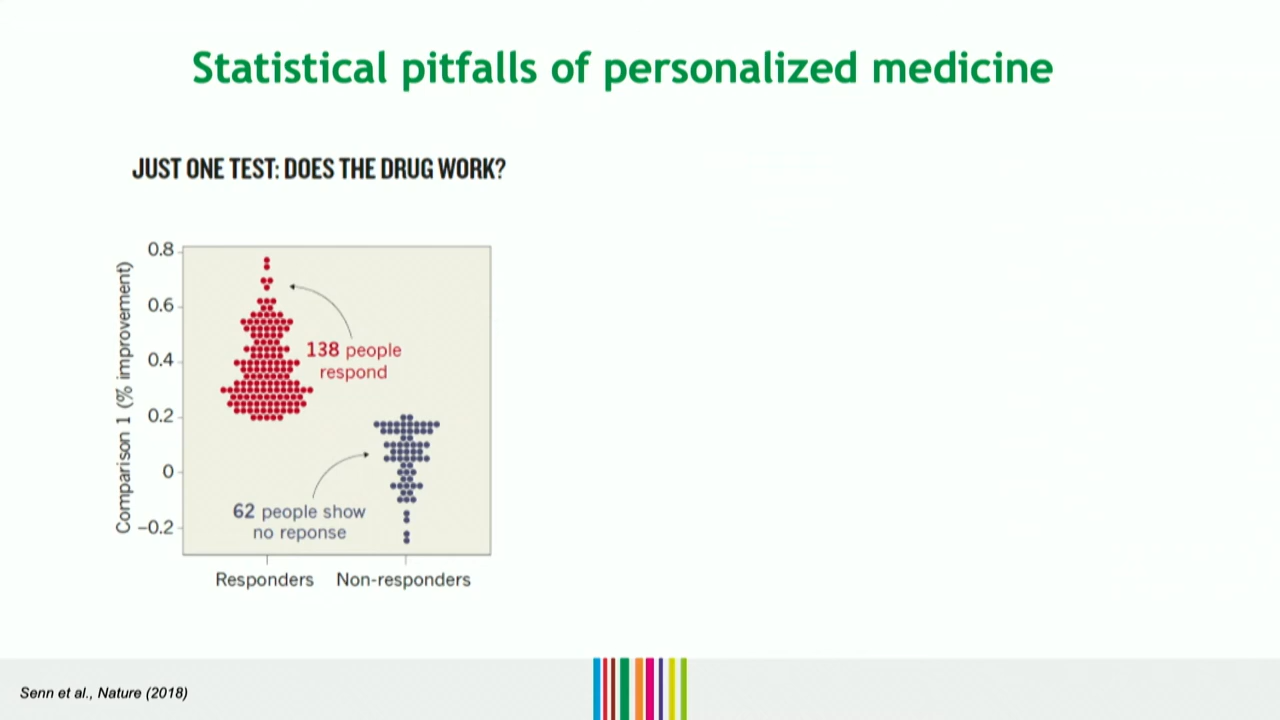 Statistical pitfalls of personalized medicine
JUST ONE TEST: DOES THE DRUG WORK?
Comparison 1 (% improvement)
0.8
0.6
0.4
0.2
0
−0.2
138 people
respond
62 people show
no reponse
Responders
Non-responders
Senn et al., Nature (2018)